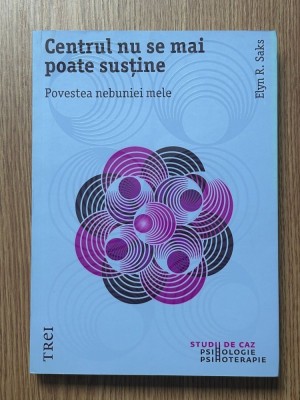 Centrul nu se mai
poate susține
Povestea nebuniei mele
Elyn R. Saks
TREI
STUDII DE CAZ
PSIHOLOGIE
PSIHOTERAPIE